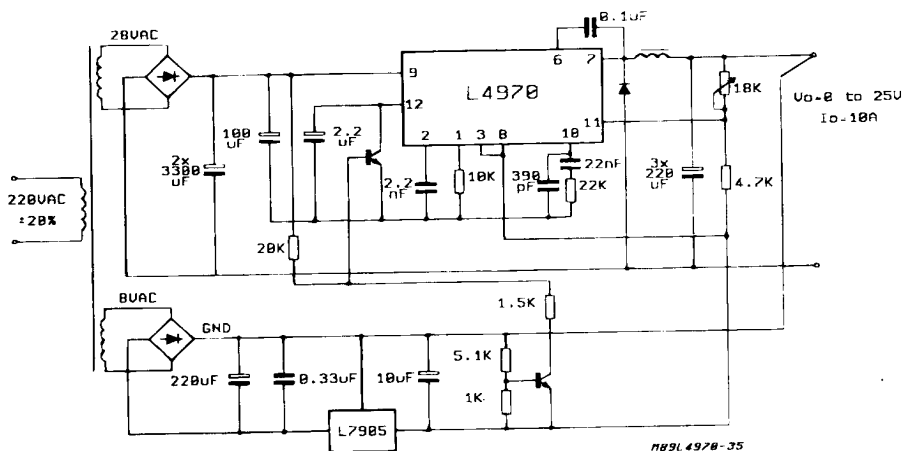 28VAC
0.1uF
9
6
7
L4970
12
18K
Vo=0 to 25V
Io=10A
100
uF
2.2
uF
2
1
3
8
10
11
2x
3300
uF
2.2
nF
10K
390
pF
22nF
22K
3x
220
uF
4.7K
220VAC
±20%
20K
8VAC
1.5K
GND
5.1K
220uF
0.33uF
10uF
1K
L7905
M89L4970-35